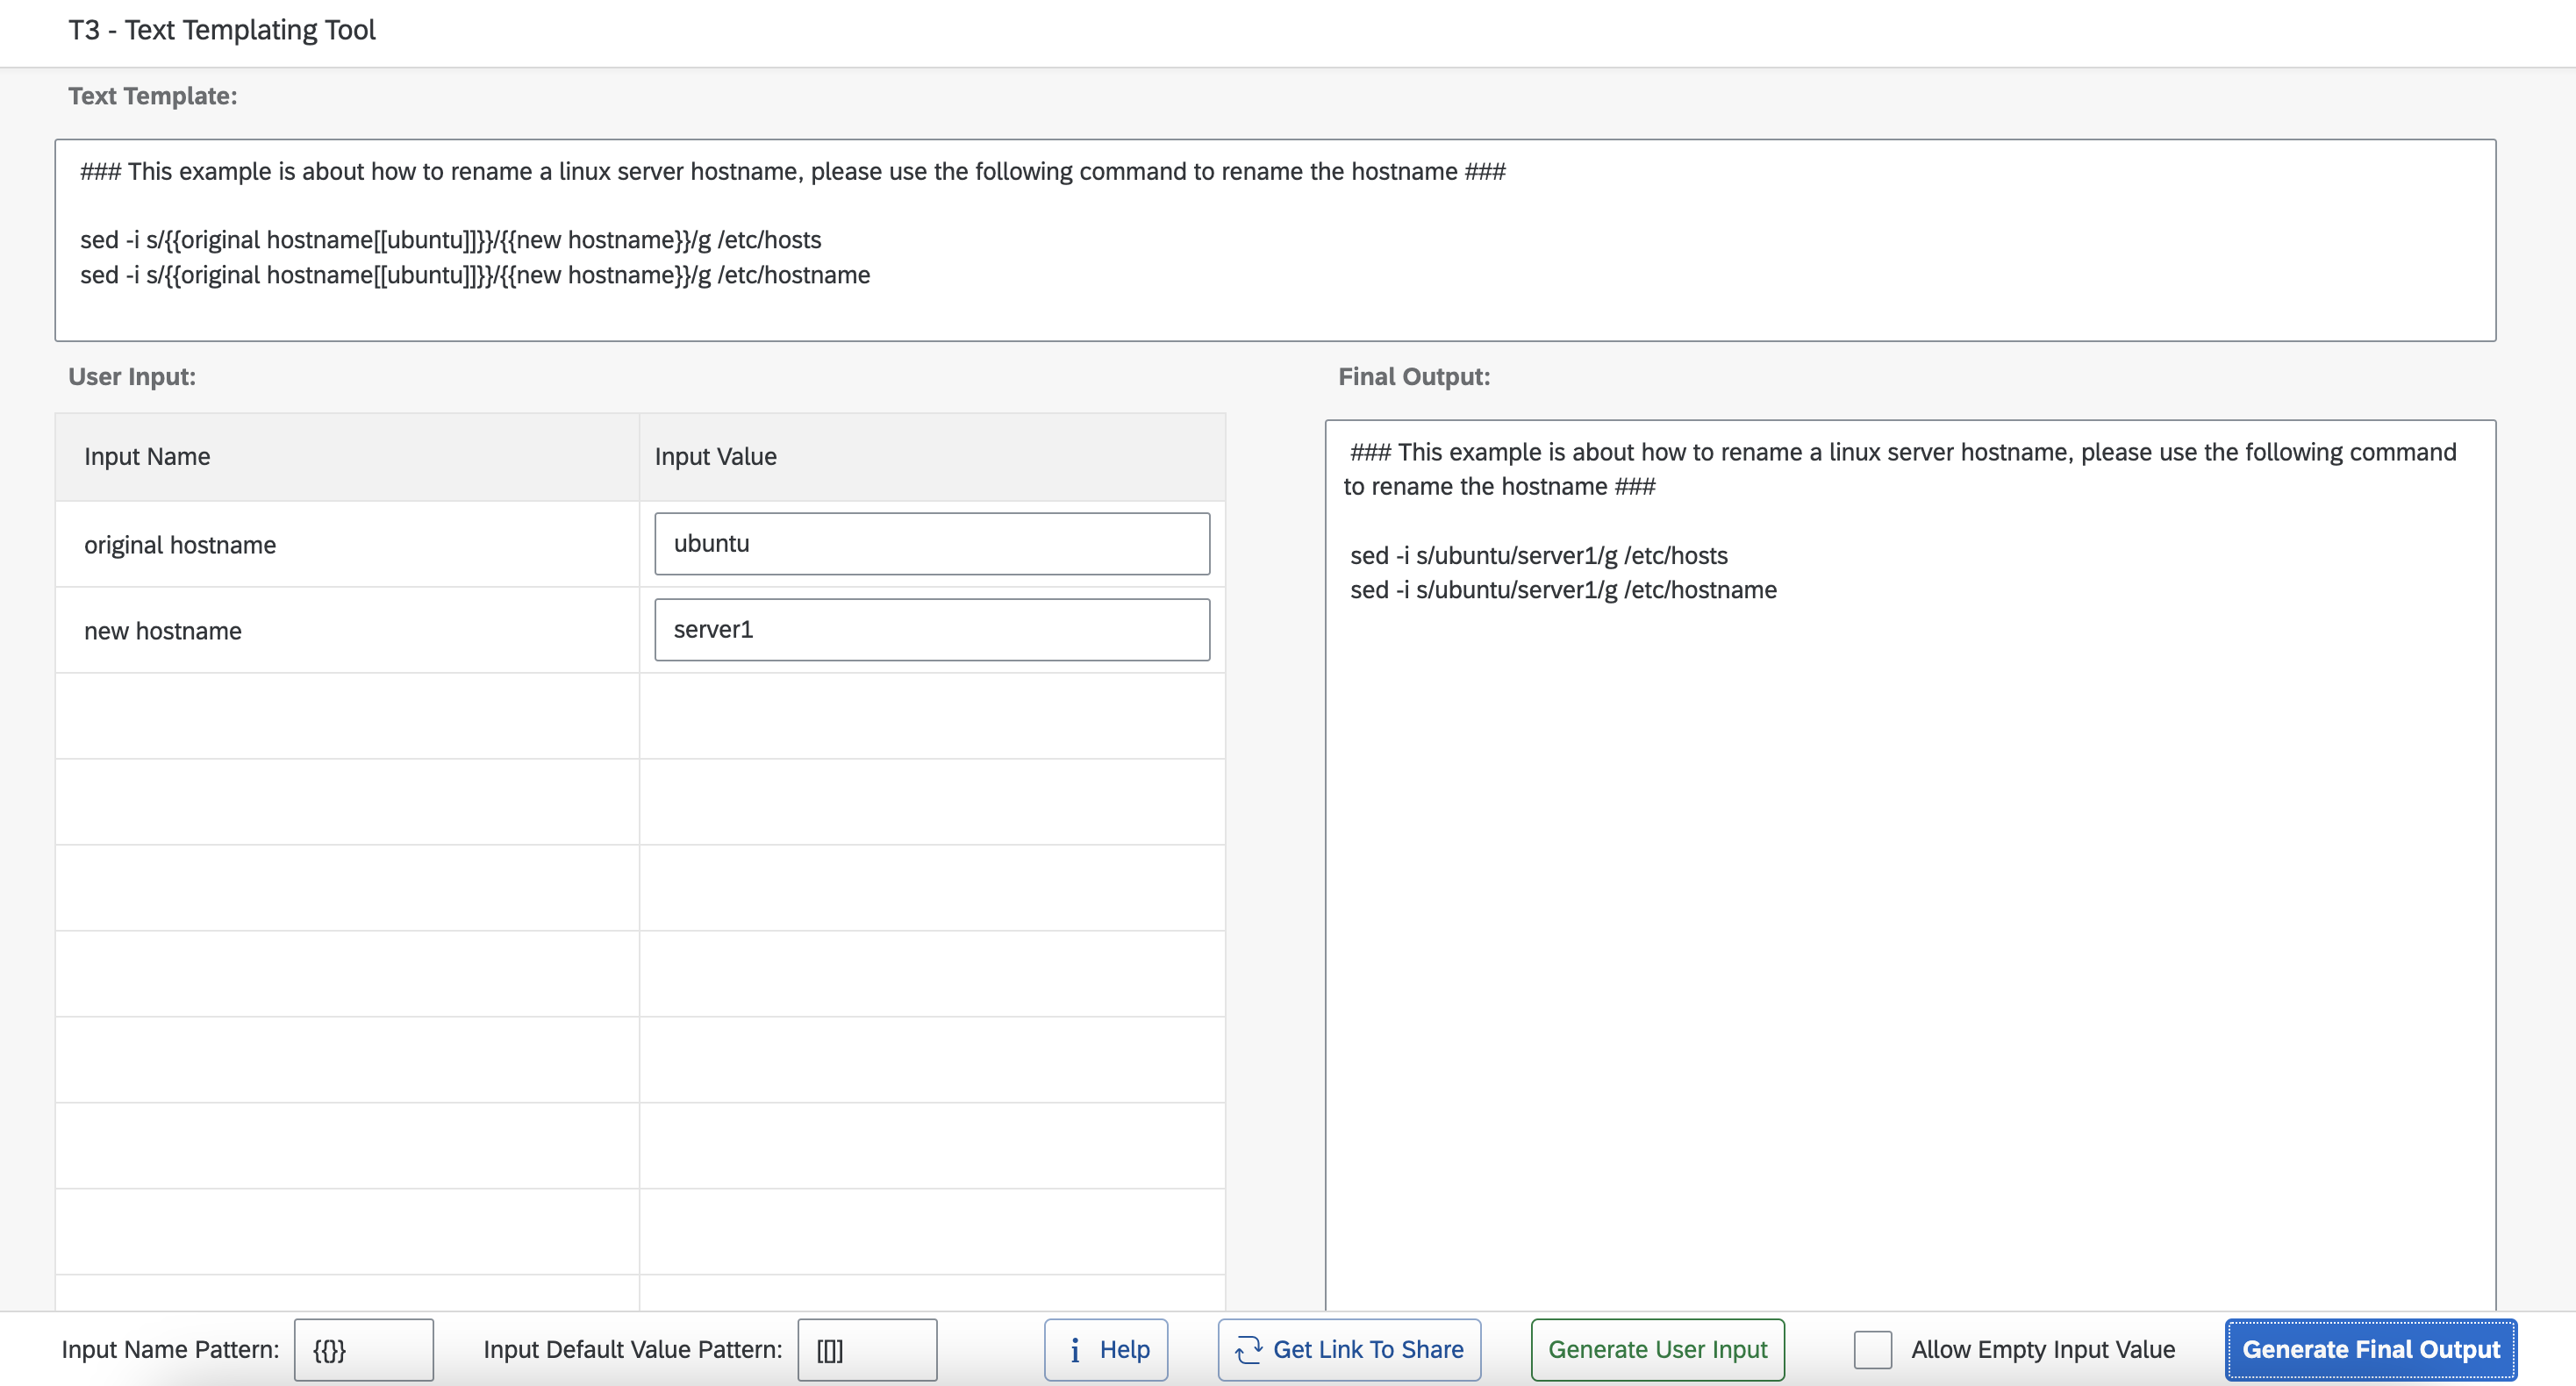 T3 - Text Templating Tool
Text Template:
### This example is about how to rename a linux server hostname, please use the following command to rename the hostname ###
sed -i s/{{original hostname[[ubuntu]]}}/{{new hostname}}/g /etc/hosts
sed -i s/{{original hostname[[ubuntu]]}}/{{new hostname}}/g /etc/hostname
User Input:
Input Name Input Value
original hostname ubuntu
new hostname server1
Final Output:
### This example is about how to rename a linux server hostname, please use the following command
to rename the hostname ###
sed -i s/ubuntu/server1/g /etc/hosts
sed -i s/ubuntu/server1/g /etc/hostname
Input Name Pattern: {{}} Input Default Value Pattern: [[]] Help Get Link To Share Generate User Input Allow Empty Input Value Generate Final Output